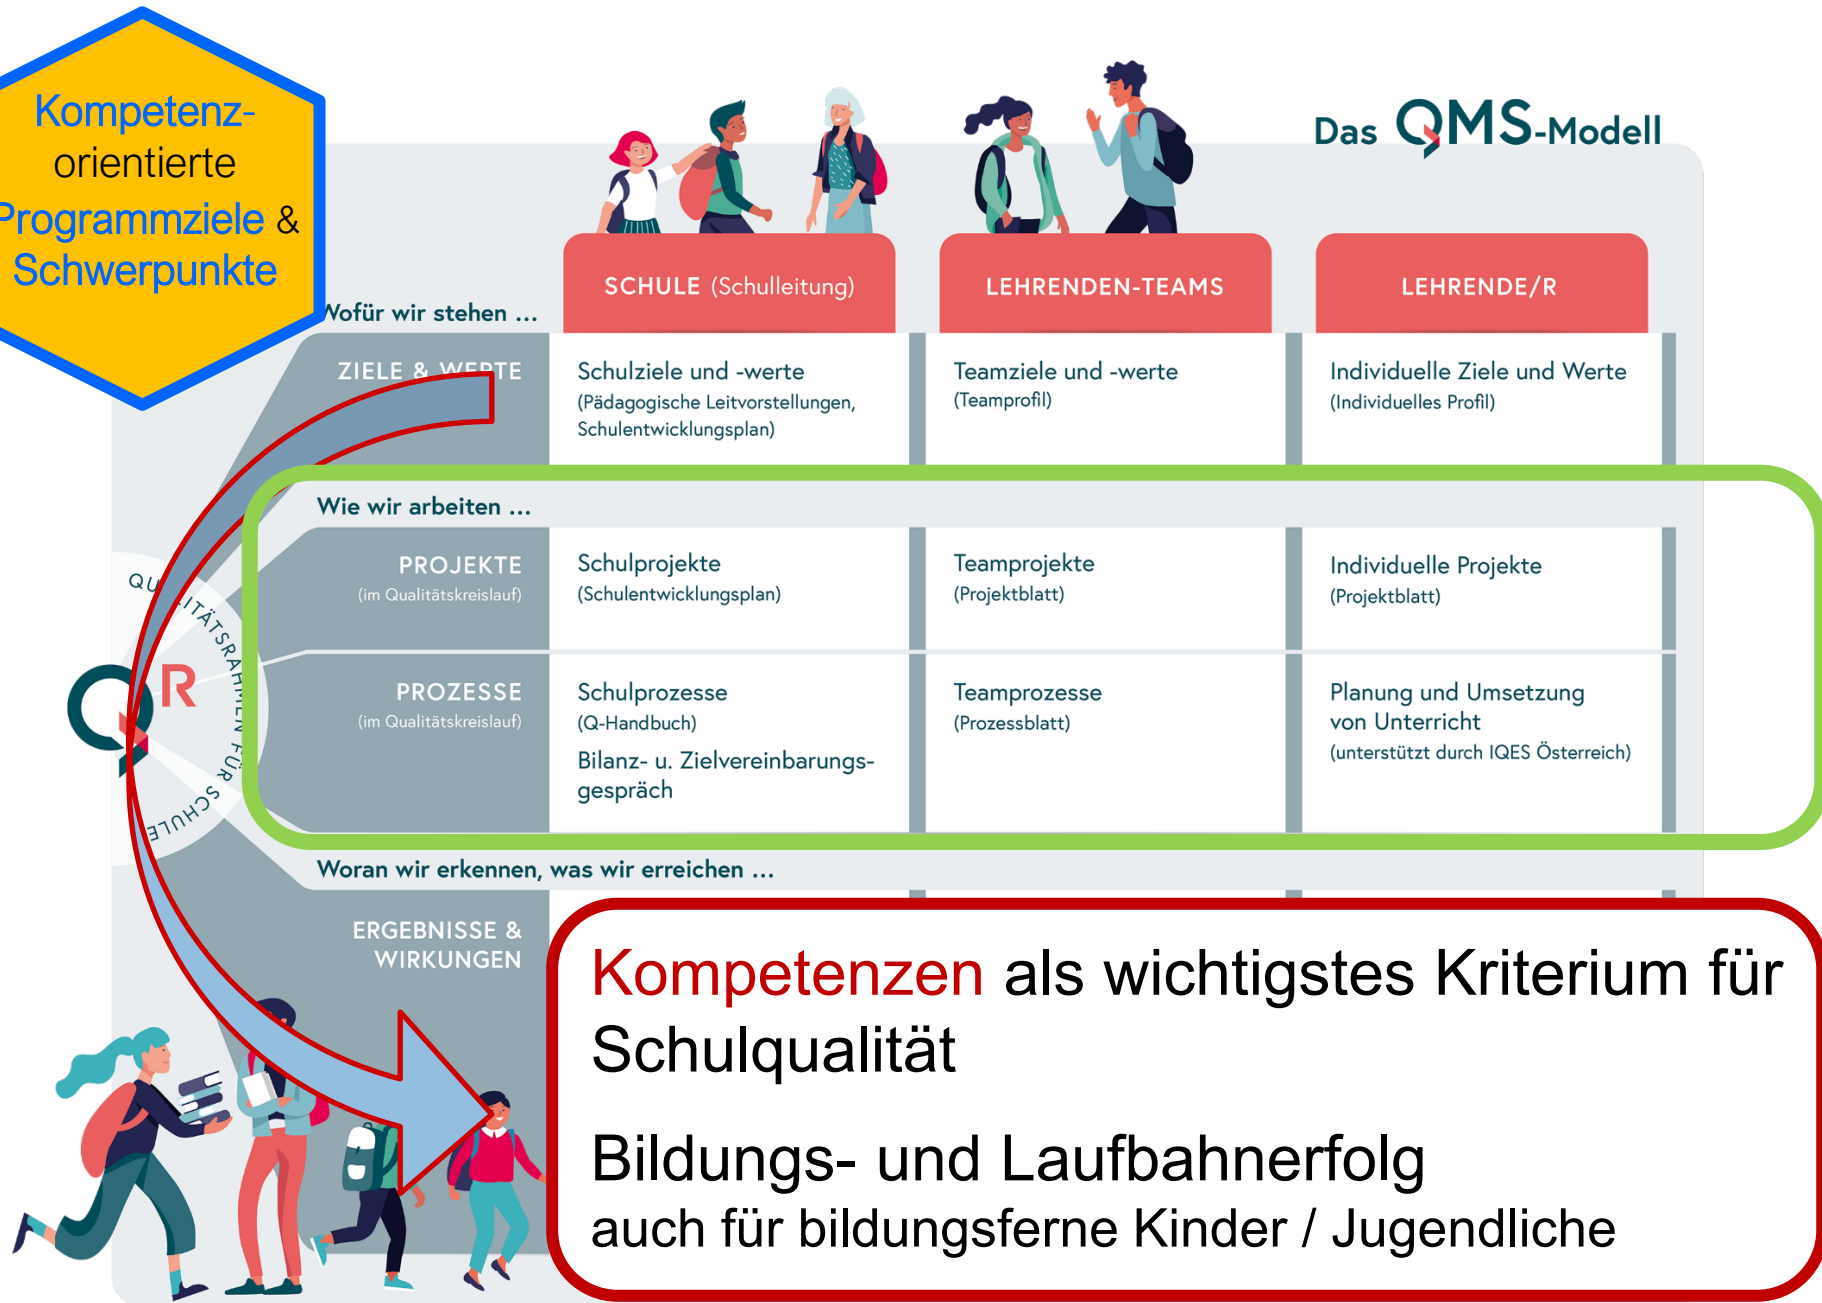 Kompetenz-
orientierte
Programmziele &
Schwerpunkte
Das QMS-Modell
SCHULE (Schulleitung)
LEHRENDEN-TEAMS
LEHRENDE/R
Wofür wir stehen ...
ZIELE & WERTE
Schulziele und -werte
(Pädagogische Leitvorstellungen,
Schulentwicklungsplan)
Teamziele und -werte
(Teamprofil)
Individuelle Ziele und Werte
(Individuelles Profil)
Wie wir arbeiten ...
PROJEKTE
(im Qualitätskreislauf)
Schulprojekte
(Schulentwicklungsplan)
Teamprojekte
(Projektblatt)
Individuelle Projekte
(Projektblatt)
QUALITÄTSRAHMEN FÜR SCHULE
QR
PROZESSE
(im Qualitätskreislauf)
Schulprozesse
(Q-Handbuch)
Bilanz- u. Zielvereinbarungs-
gespräch
Teamprozesse
(Prozessblatt)
Planung und Umsetzung
von Unterricht
(unterstützt durch IQES Österreich)
Woran wir erkennen, was wir erreichen ...
ERGEBNISSE &
WIRKUNGEN
Kompetenzen als wichtigstes Kriterium für
Schulqualität
Bildungs- und Laufbahnerfolg
auch für bildungsferne Kinder / Jugendliche